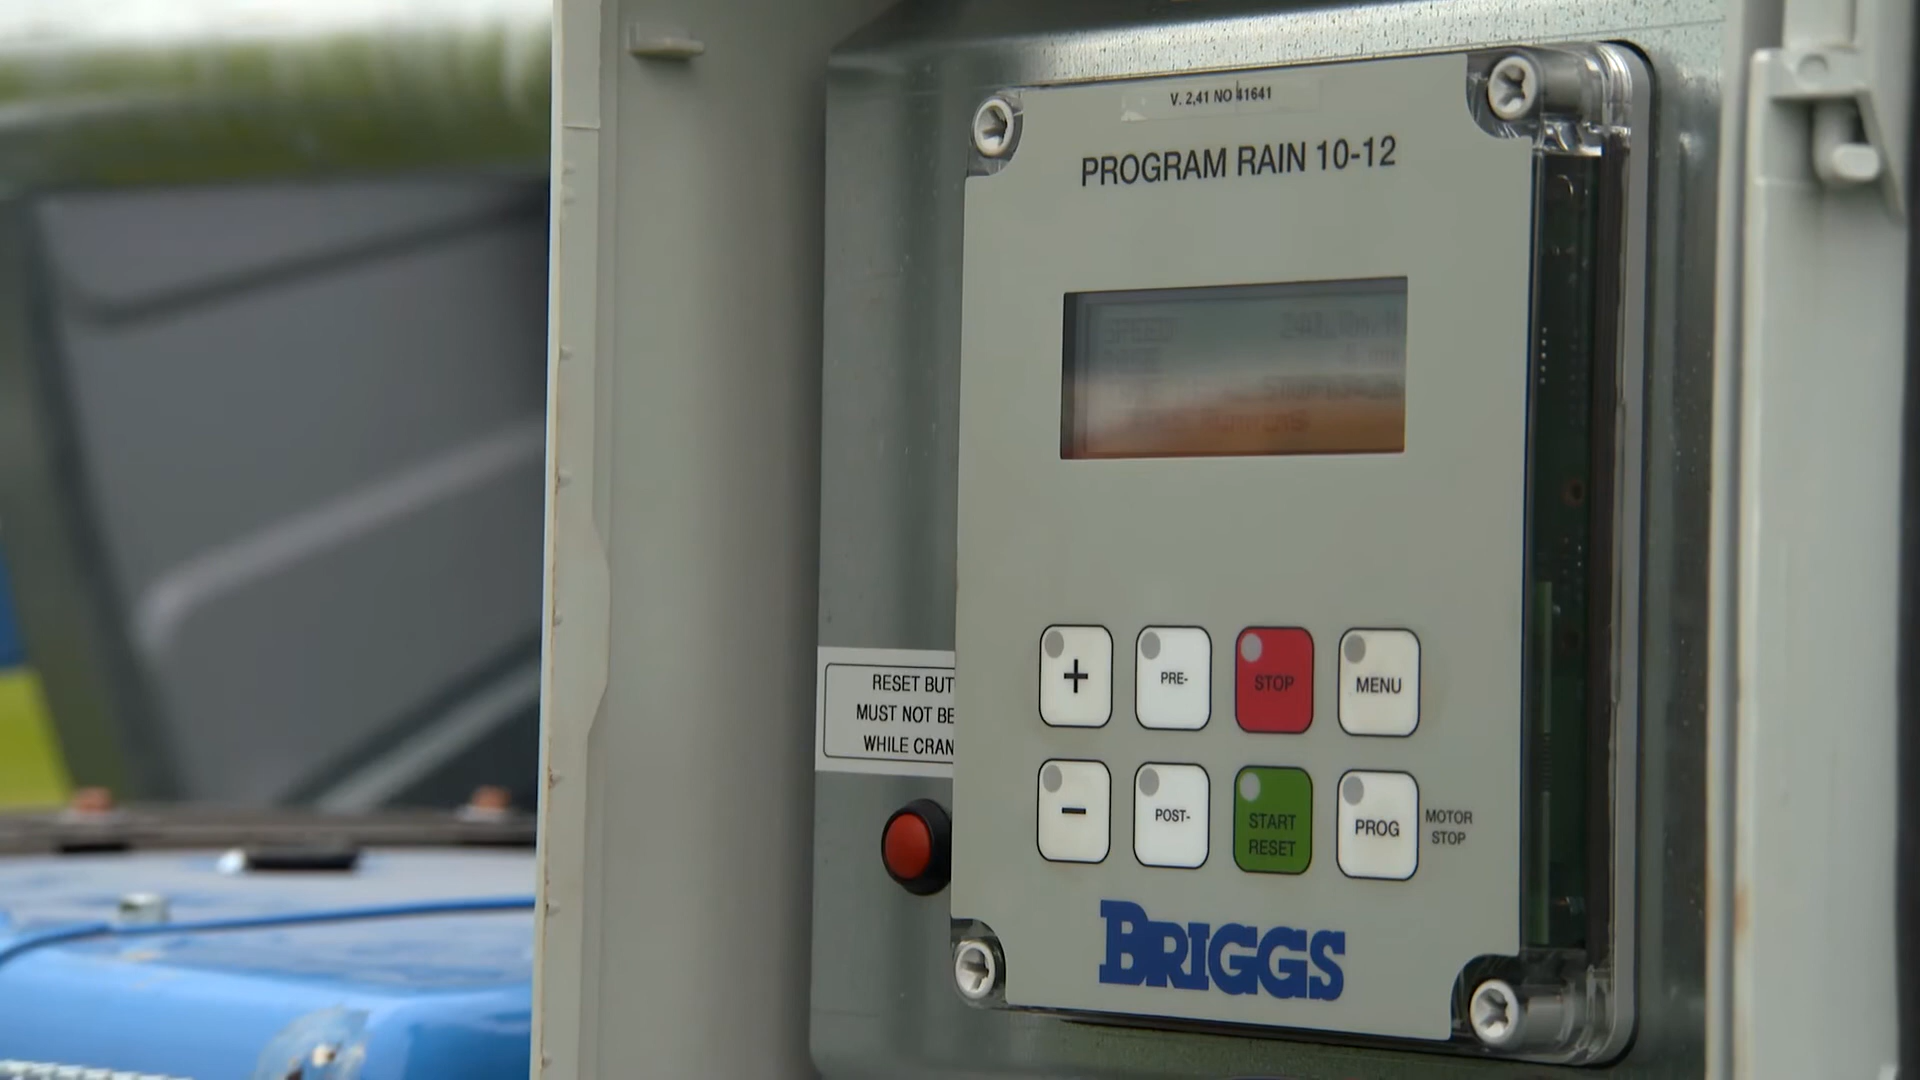 V. 2,41 NO 41641
PROGRAM RAIN 10-12
+
PRE-
STOP
MENU
RESET BUT
MUST NOT BE
WHILE CRAN
-
POST-
START
RESET
PROG
MOTOR
STOP
BRIGGS